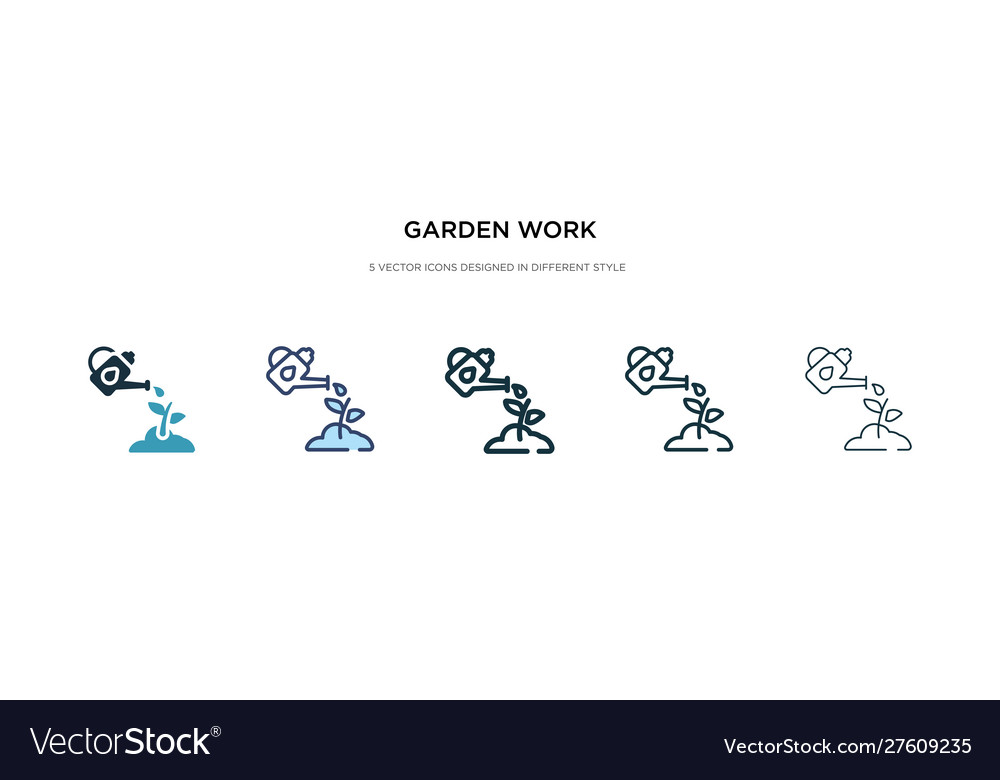 GARDEN WORK
5 VECTOR ICONS DESIGNED IN DIFFERENT STYLE
VectorStock®
VectorStock.com/27609235